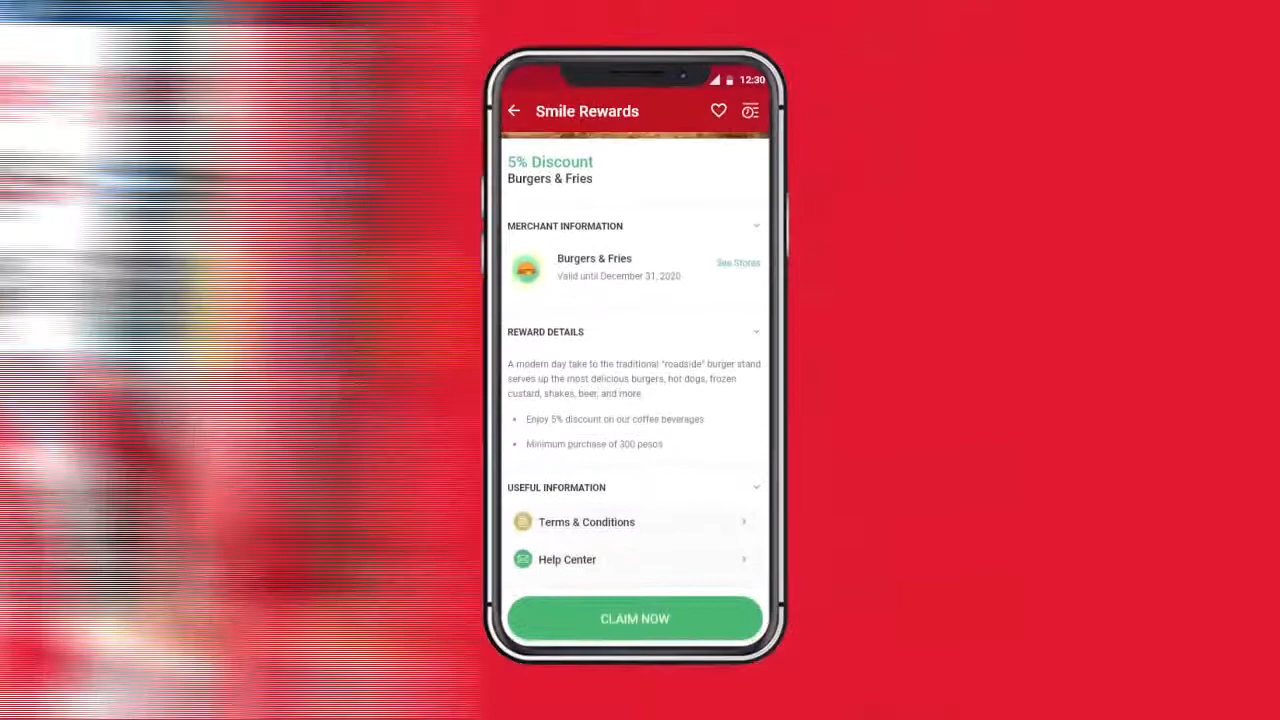 12:30
Smile Rewards
5% Discount
Burgers & Fries
MERCHANT INFORMATION
Burgers & Fries
See Stores
Valid until December 31, 2020
REWARD DETAILS
A modern day take to the traditional "roadside" burger stand
serves up the most delicious burgers, hot dogs, frozen
custard, shakes, beer, and more
• Enjoy 5% discount on our coffee beverages
• Minimum purchase of 300 pesos
USEFUL INFORMATION
Terms & Conditions
Help Center
CLAIM NOW